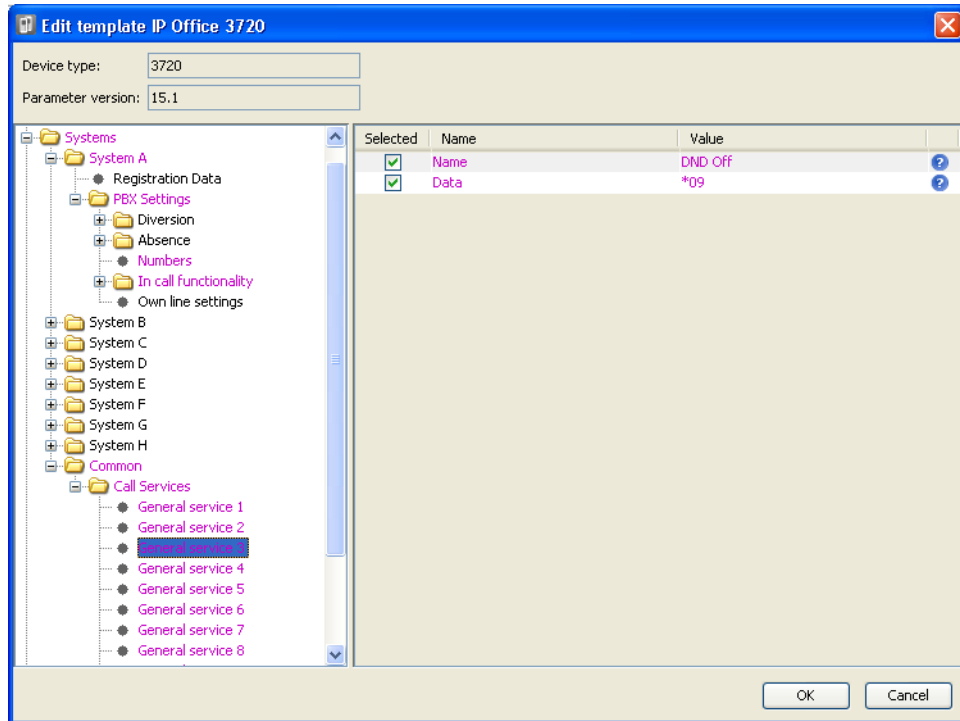 Edit template IP Office 3720
Device type: 3720
Parameter version: 15.1
Systems
System A
Registration Data
PBX Settings
Diversion
Absence
Numbers
In call functionality
Own line settings
System B
System C
System D
System E
System F
System G
System H
Common
Call Services
General service 1
General service 2
General service 3
General service 4
General service 5
General service 6
General service 7
General service 8
Selected Name Value
Name DND Off
Data *09
OK Cancel